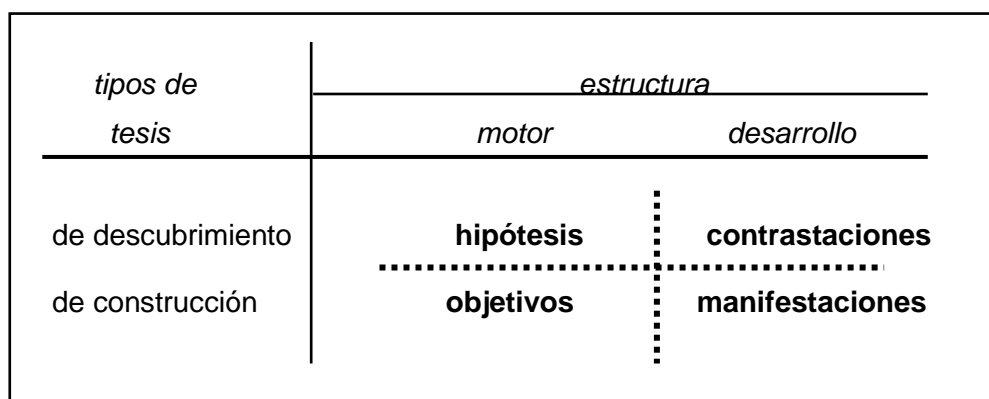 tipos de estructura
tesis motor desarrollo
de descubrimiento hipótesis contrastaciones
de construcción objetivos manifestaciones